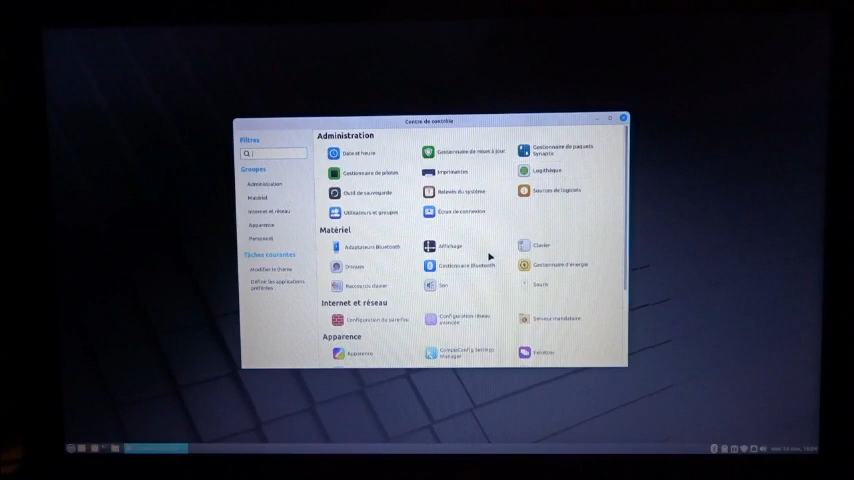 Centre de contrôle
Filtres
Groupes
Administration
Matériel
Internet et réseau
Apparence
Personnel
Tâches courantes
Modifier le thème
Définir les applications
préférées
Administration
Date et heure
Gestionnaire de mises à jour
Gestionnaire de paquets
Synaptic
Gestionnaire de pilotes
Imprimantes
Logithèque
Outil de sauvegarde
Relevés du système
Sources de logiciels
Utilisateurs et groupes
Écran de connexion
Matériel
Adaptateurs Bluetooth
Affichage
Clavier
Disques
Gestionnaire Bluetooth
Gestionnaire d'énergie
Raccourcis clavier
Son
Souris
Internet et réseau
Configuration du pare-feu
Configuration réseau
avancée
Serveur mandataire
Apparence
Apparence
CompizConfig Settings
Manager
Fenêtres